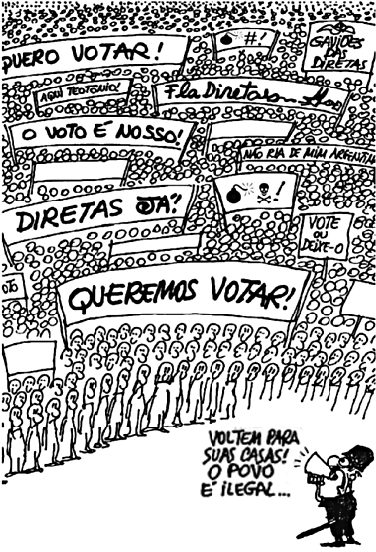 QUERO VOTAR!
#!
GAVIÕES
DAS
DIRETAS
AQUI TEOTONIO!
Fla Diretas
O VOTO É NOSSO!
NÃO RIA DE MIM ARGENTINA
DIRETAS JÁ?
!
VOTE
OU
DEIXE-O
QUEREMOS VOTAR!
VOLTEM PARA
SUAS CASAS!
O POVO
É ILEGAL...